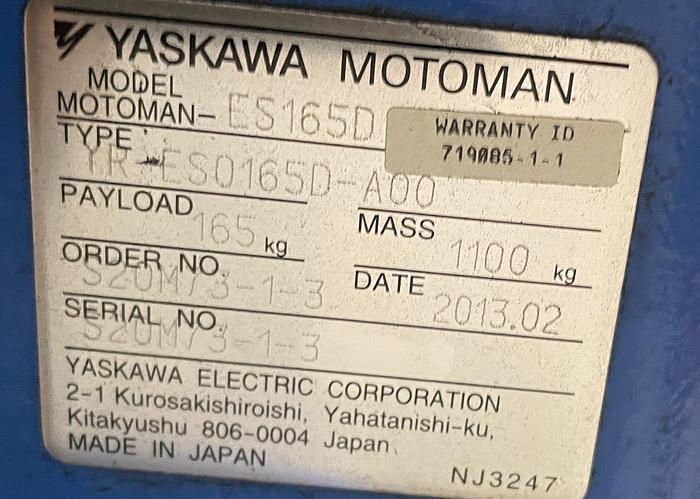 YASKAWA MOTOMAN
MODEL
MOTOMAN- ES165D
WARRANTY ID
719085-1-1
TYPE
YR-ES0165D-A00
PAYLOAD 165 kg
MASS 1100 kg
ORDER NO. S20M73-1-3
DATE 2013.02
SERIAL NO. S20M73-1-3
YASKAWA ELECTRIC CORPORATION
2-1 Kurosakishiroishi, Yahatanishi-ku,
Kitakyushu 806-0004 Japan
MADE IN JAPAN
NJ3247